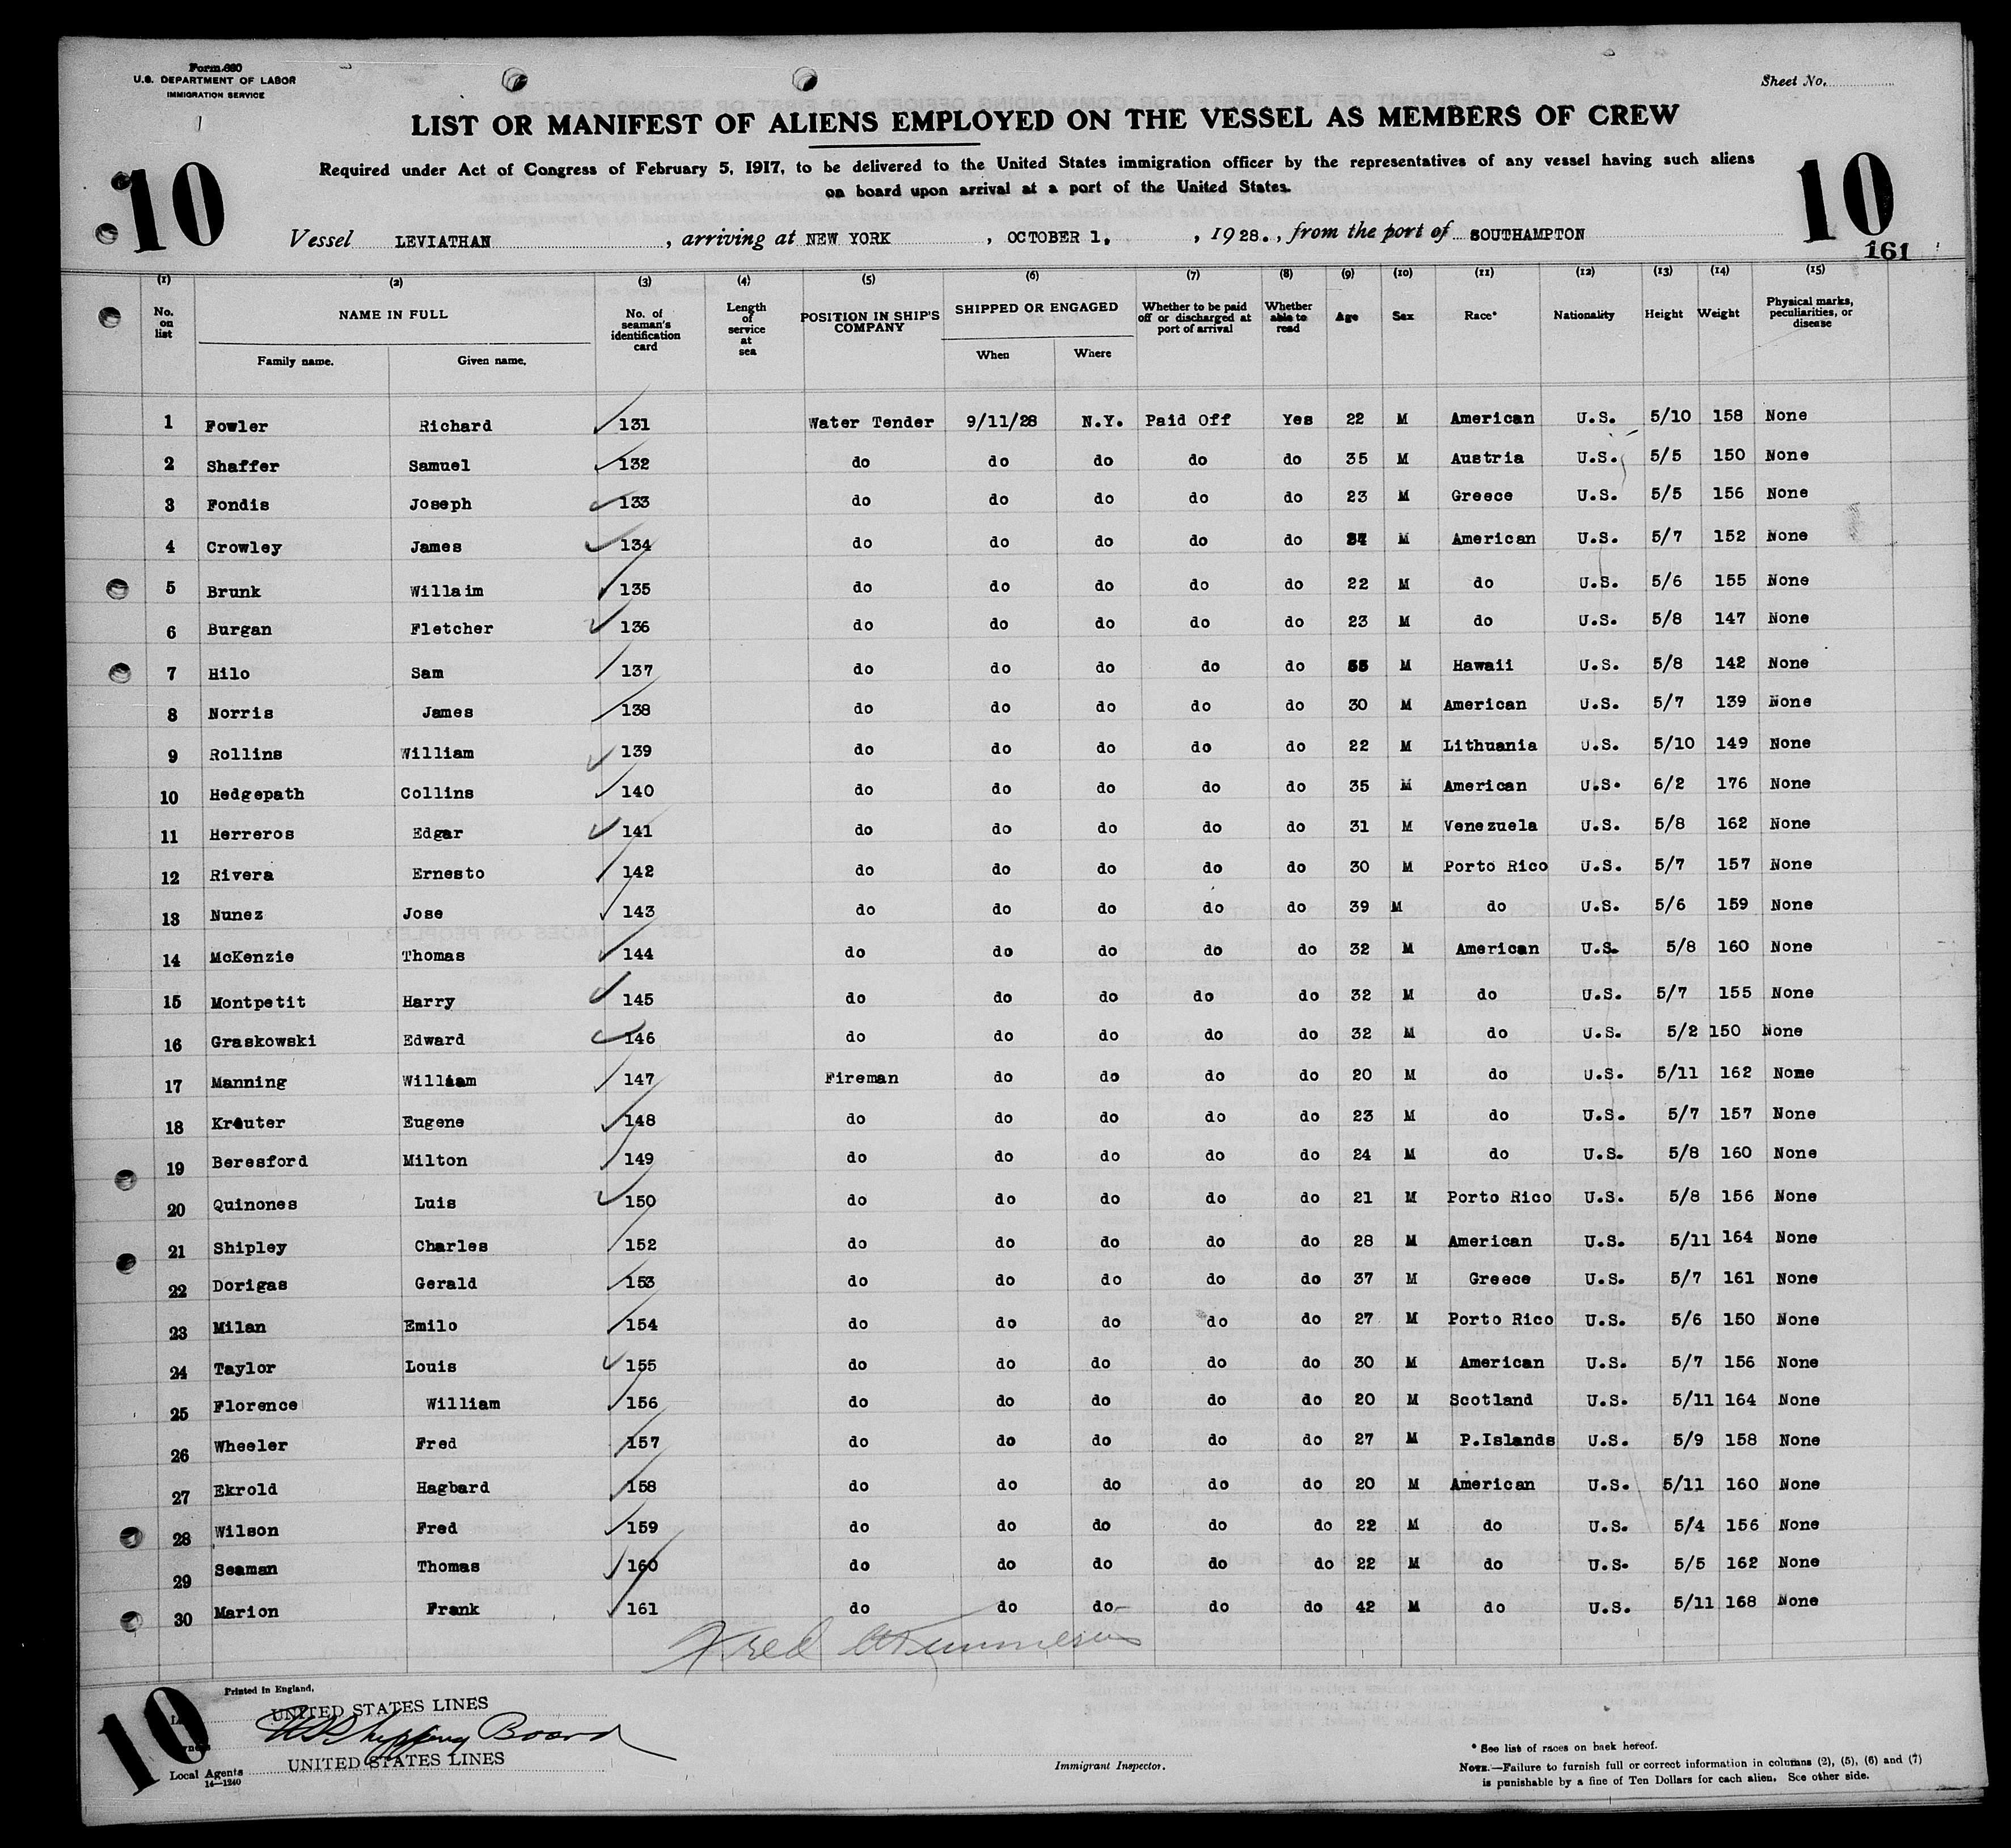 Form 680
U.S. DEPARTMENT OF LABOR
IMMIGRATION SERVICE
Sheet No.
LIST OR MANIFEST OF ALIENS EMPLOYED ON THE VESSEL AS MEMBERS OF CREW
Required under Act of Congress of February 5, 1917, to be delivered to the United States immigration officer by the representatives of any vessel having such aliens
on board upon arrival at a port of the United States.
10
10
Vessel LEVIATHAN, arriving at NEW YORK, OCTOBER 1, , 1928., from the port of SOUTHAMPTON
161
(1) (2) (3) (4) (5) (6) (7) (8) (9) (10) (11) (12) (13) (14) (15)
No. on list NAME IN FULL No. of seaman's identification card Length of service at sea POSITION IN SHIP'S COMPANY SHIPPED OR ENGAGED Whether to be paid off or discharged at port of arrival Whether able to read Age Sex Race* Nationality Height Weight Physical marks, peculiarities, or disease
Family name. Given name. When Where
1 Fowler Richard 131 Water Tender 9/11/28 N.Y. Paid Off Yes 22 M American U.S. 5/10 158 None
2 Shaffer Samuel 132 do do do do do 35 M Austria U.S. 5/5 150 None
3 Fondis Joseph 133 do do do do do 23 M Greece U.S. 5/5 156 None
4 Crowley James 134 do do do do do M American U.S. 5/7 152 None
5 Brunk Willaim 135 do do do do do 22 M do U.S. 5/6 155 None
6 Burgan Fletcher 136 do do do do do 23 M do U.S. 5/8 147 None
7 Hilo Sam 137 do do do do do M Hawaii U.S. 5/8 142 None
8 Norris James 138 do do do do do 30 M American U.S. 5/7 139 None
9 Rollins William 139 do do do do do 22 M Lithuania U.S. 5/10 149 None
10 Hedgepath Collins 140 do do do do do 35 M American U.S. 6/2 176 None
11 Herreros Edgar 141 do do do do do 31 M Venezuela U.S. 5/8 162 None
12 Rivera Ernesto 142 do do do do do 30 M Porto Rico U.S. 5/7 157 None
13 Nunez Jose 143 do do do do do 39 M do U.S. 5/6 159 None
14 McKenzie Thomas 144 do do do do do 32 M American U.S. 5/8 160 None
15 Montpetit Harry 145 do do do do do 32 M do U.S. 5/7 155 None
16 Graskowski Edward 146 do do do do do 32 M do U.S. 5/2 150 None
17 Manning William 147 Fireman do do do do 20 M do U.S. 5/11 162 None
18 Krauter Eugene 148 do do do do do 23 M do U.S. 5/7 157 None
19 Beresford Milton 149 do do do do do 24 M do U.S. 5/8 160 None
20 Quinones Luis 150 do do do do do 21 M Porto Rico U.S. 5/8 156 None
21 Shipley Charles 152 do do do do do 28 M American U.S. 5/11 164 None
22 Dorigas Gerald 153 do do do do do 37 M Greece U.S. 5/7 161 None
23 Milan Emilo 154 do do do do do 27 M Porto Rico U.S. 5/6 150 None
24 Taylor Louis 155 do do do do do 30 M American U.S. 5/7 156 None
25 Florence William 156 do do do do do 20 M Scotland U.S. 5/11 164 None
26 Wheeler Fred 157 do do do do do 27 M P.Islands U.S. 5/9 158 None
27 Ekrold Hagbard 158 do do do do do 20 M American U.S. 5/11 160 None
28 Wilson Fred 159 do do do do do 22 M do U.S. 5/4 156 None
29 Seaman Thomas 160 do do do do do 22 M do U.S. 5/5 162 None
30 Marion Frank 161 do do do do do 42 M do U.S. 5/11 168 None
Fred
Printed in England.
10
UNITED STATES LINES
US Shipping Board
UNITED STATES LINES
Local Agents
14—1240
Immigrant Inspector.
* See list of races on back hereof.
NOTE.—Failure to furnish full or correct information in columns (2), (5), (6) and (7)
is punishable by a fine of Ten Dollars for each alien. See other side.